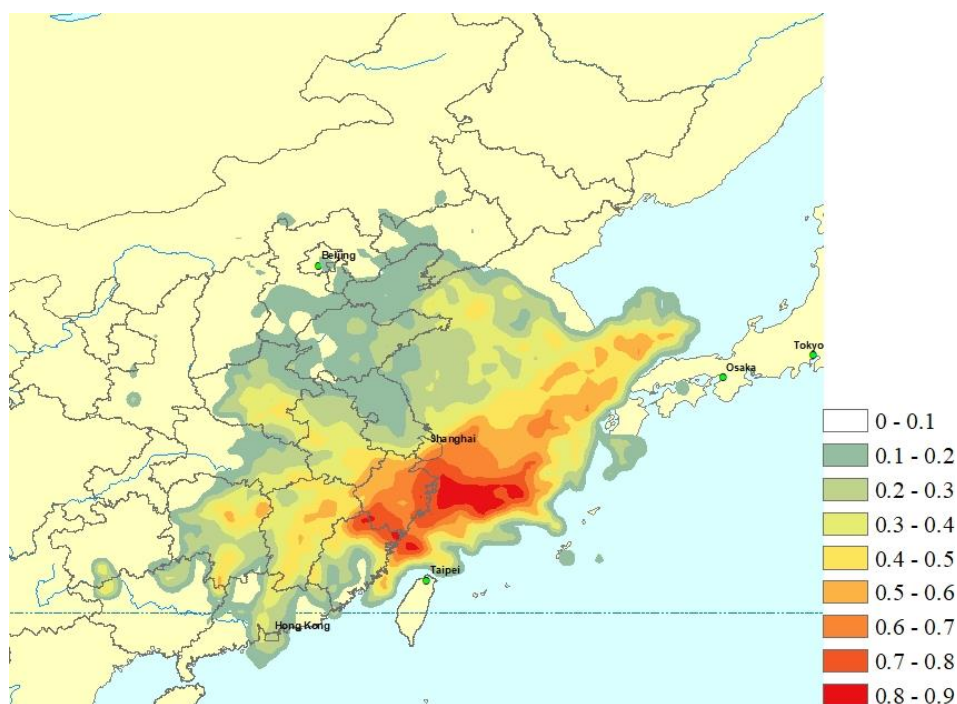 Beijing
Tokyo
Osaka
Shanghai
Taipei
Hong Kong
0 - 0.1
0.1 - 0.2
0.2 - 0.3
0.3 - 0.4
0.4 - 0.5
0.5 - 0.6
0.6 - 0.7
0.7 - 0.8
0.8 - 0.9